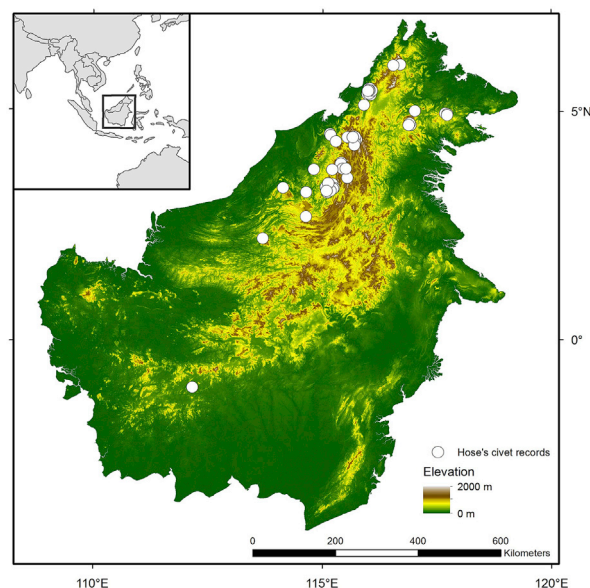 5°N
0°
Hose's civet records
Elevation
2000 m
0 m
0 200 400 600
Kilometers
110°E 115°E 120°E